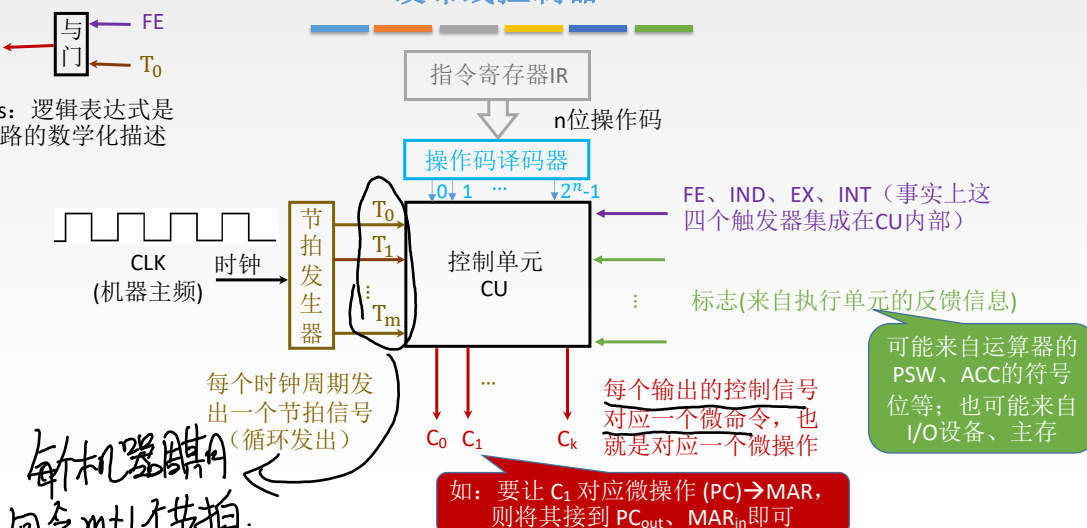 与
门
FE
T₀
s：逻辑表达式是
路的数学化描述
指令寄存器IR
n位操作码
操作码译码器
0 1 … 2ⁿ-1
FE、IND、EX、INT（事实上这
四个触发器集成在CU内部）
CLK
(机器主频)
时钟
节
拍
发
生
器
T₀
T₁
⋮
Tₘ
控制单元
CU
⋮
标志(来自执行单元的反馈信息)
可能来自运算器的
PSW、ACC的符号
位等；也可能来自
I/O设备、主存
每个时钟周期发
出一个节拍信号
（循环发出）
…
C₀ C₁ Cₖ
每个输出的控制信号
对应一个微命令，也
就是对应一个微操作
如：要让 C₁ 对应微操作 (PC)→MAR，
则将其接到 PCout、MARin即可
每个机器周期
m+1个节拍.